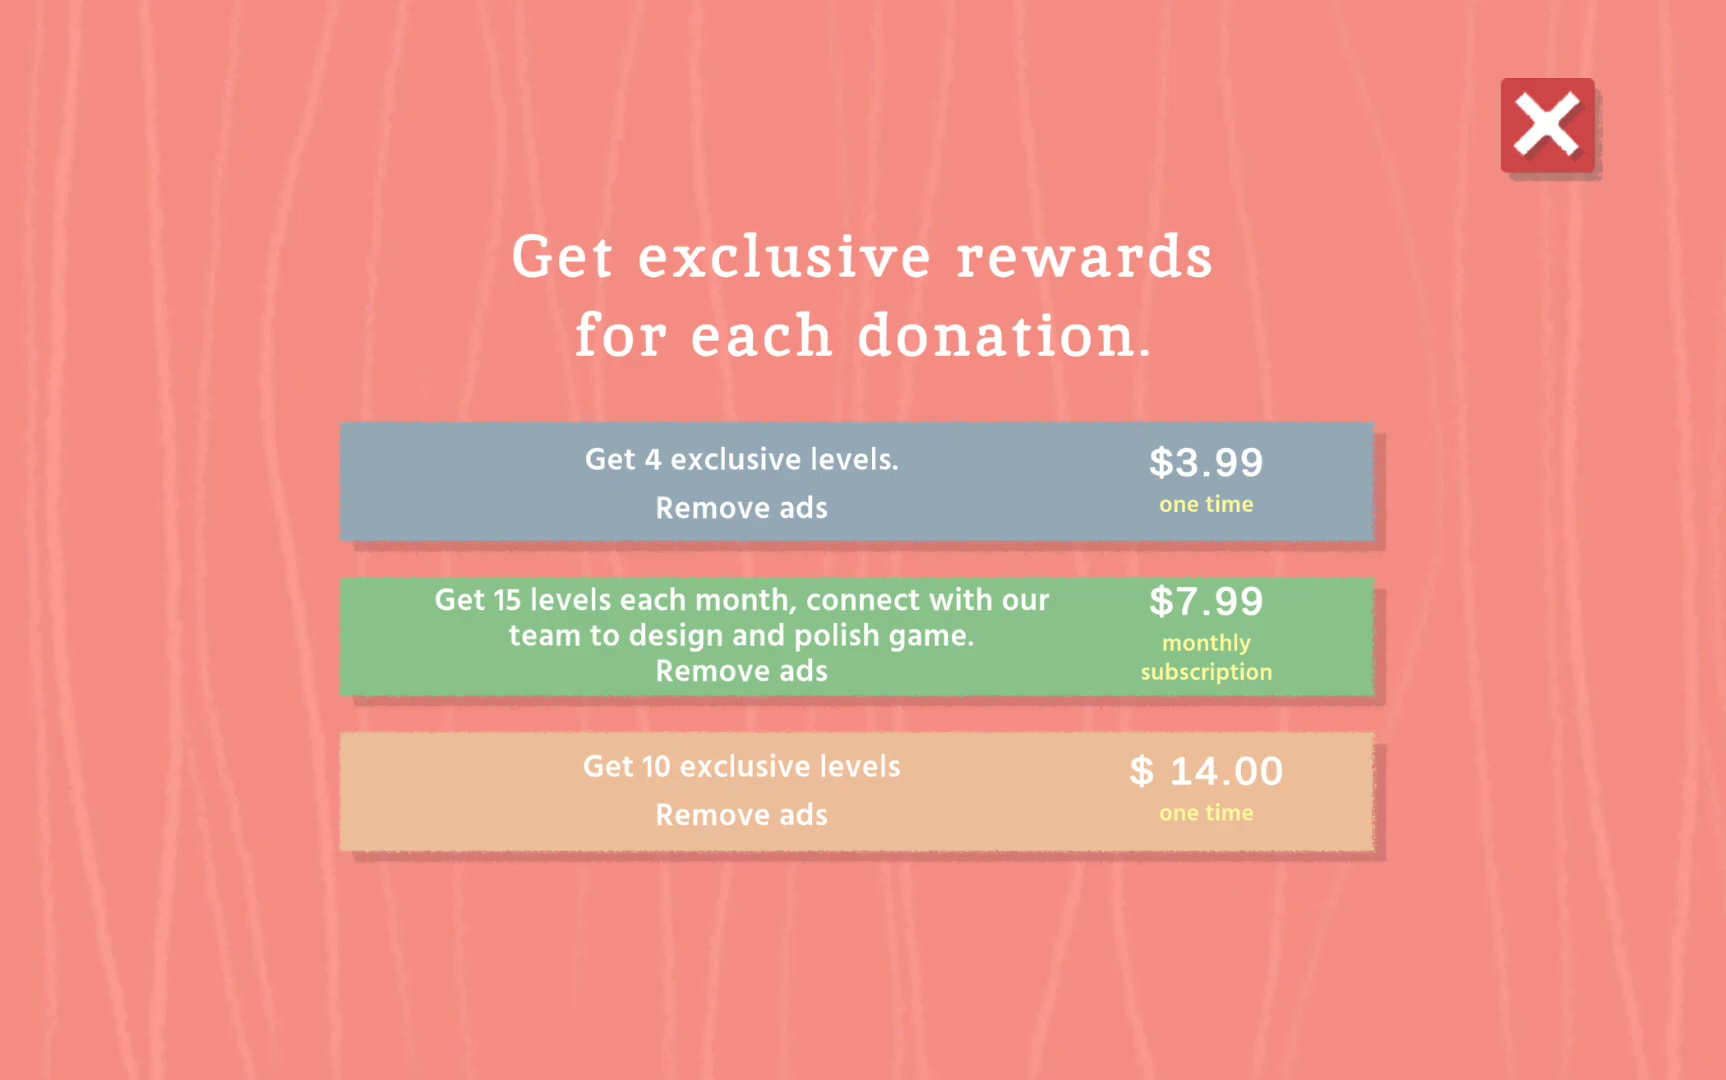 Get exclusive rewards
for each donation.
Get 4 exclusive levels.
Remove ads
$3.99
one time
Get 15 levels each month, connect with our
team to design and polish game.
Remove ads
$7.99
monthly
subscription
Get 10 exclusive levels
Remove ads
$ 14.00
one time